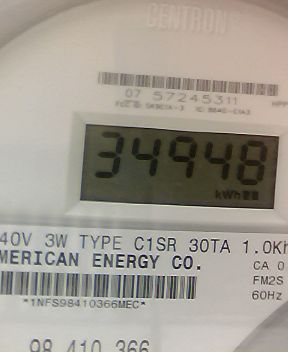 CENTRON
07 57245311
34948
kWh
40V 3W TYPE C1SR 30TA 1.0Kh
MERICAN ENERGY CO.
CA 0
FM2S
60Hz
*1NFS98410366MEC*
98 410 366